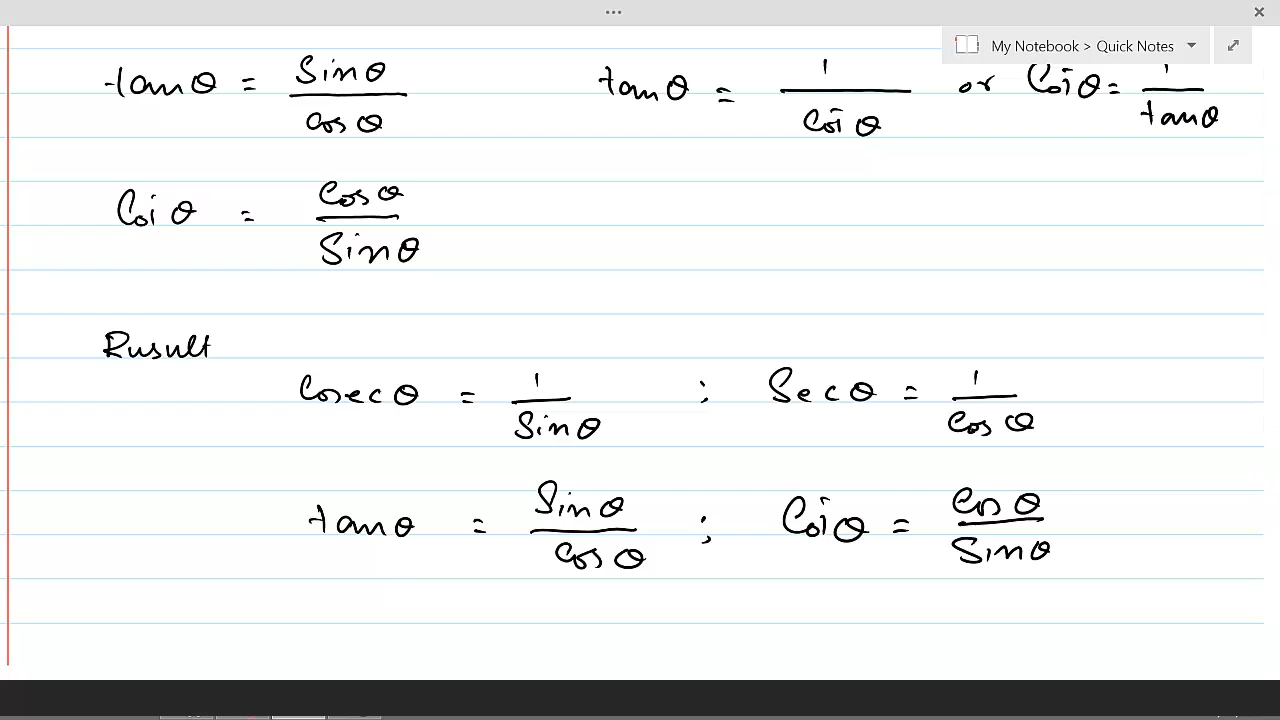 ...
My Notebook > Quick Notes
tanθ = Sinθ / cosθ tanθ = 1 / Cotθ or Cotθ = 1 / tanθ
Cotθ = Cosθ / Sinθ
Rusult
Cosecθ = 1 / Sinθ ; Secθ = 1 / Cosθ
tanθ = Sinθ / Cosθ ; Cotθ = Cosθ / Sinθ